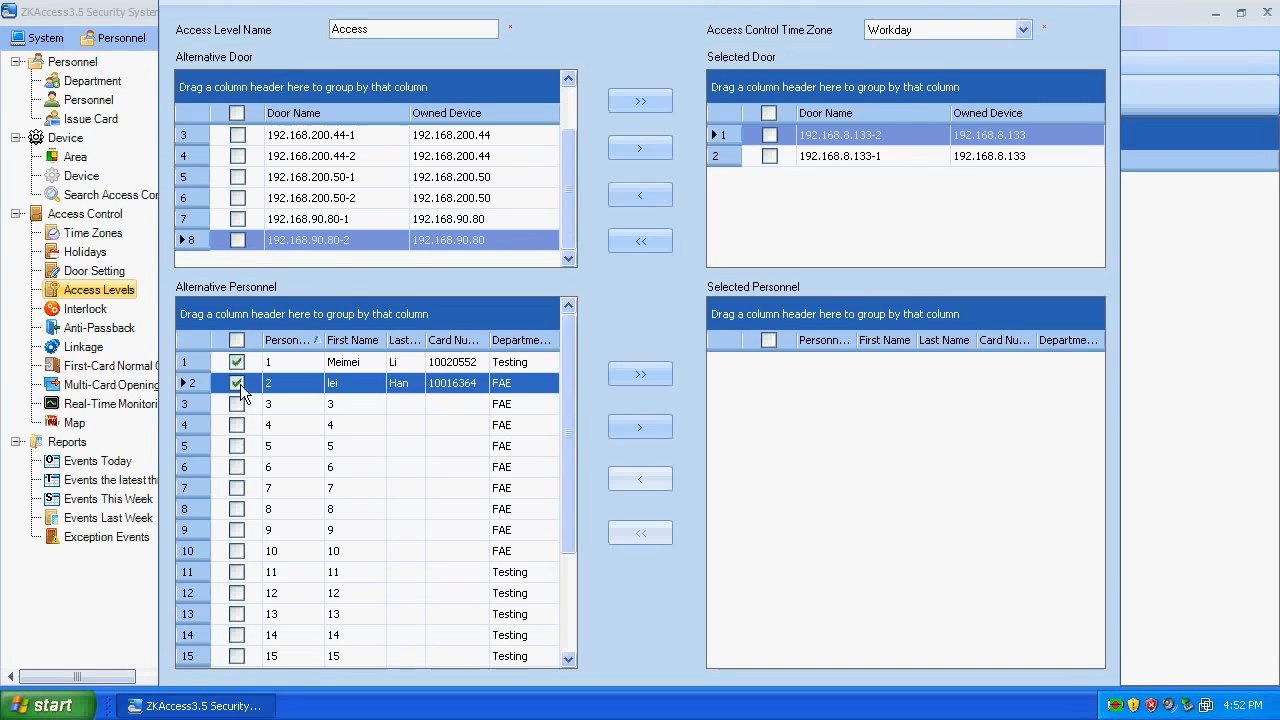 ZKAccess3.5 Security System
System Personnel
Personnel
Department
Personnel
Issue Card
Device
Area
Device
Search Access Con
Access Control
Time Zones
Holidays
Door Setting
Access Levels
Interlock
Anti-Passback
Linkage
First-Card Normal O
Multi-Card Opening
Real-Time Monitori
Map
Reports
Events Today
Events the latest th
Events This Week
Events Last Week
Exception Events
Access Level Name Access *
Access Control Time Zone Workday *
Alternative Door
Drag a column header here to group by that column
Door Name Owned Device
3 192.168.200.44-1 192.168.200.44
4 192.168.200.44-2 192.168.200.44
5 192.168.200.50-1 192.168.200.50
6 192.168.200.50-2 192.168.200.50
7 192.168.90.80-1 192.168.90.80
8 192.168.90.80-2 192.168.90.80
>>
>
<
<<
Selected Door
Drag a column header here to group by that column
Door Name Owned Device
1 192.168.8.133-2 192.168.8.133
2 192.168.8.133-1 192.168.8.133
Alternative Personnel
Drag a column header here to group by that column
Person... First Name Last... Card Nu... Departme...
1 1 Meimei Li 10020552 Testing
2 2 lei Han 10016364 FAE
3 3 3 FAE
4 4 4 FAE
5 5 5 FAE
6 6 6 FAE
7 7 7 FAE
8 8 8 FAE
9 9 9 FAE
10 10 10 FAE
11 11 11 Testing
12 12 12 Testing
13 13 13 Testing
14 14 14 Testing
15 15 15 Testing
>>
>
<
<<
Selected Personnel
Drag a column header here to group by that column
Personn... First Name Last Name Card Nu... Departme...
start ZKAccess3.5 Security... 4:52 PM